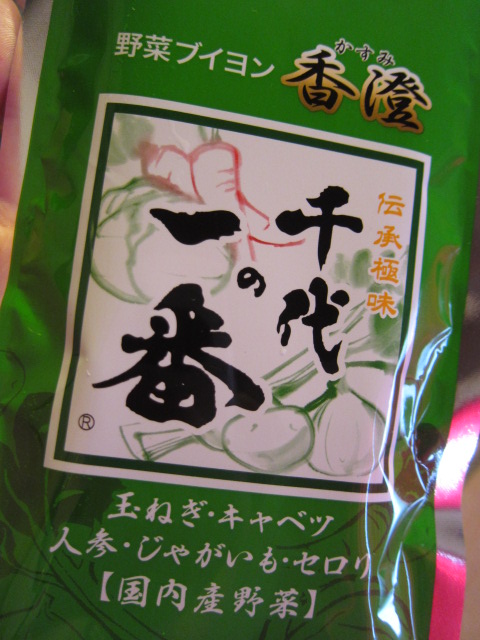 野菜ブイヨン 香澄
かすみ
伝承極味
千代
の
一番
®
玉ねぎ・キャベツ
人参・じゃがいも・セロリ
【国内産野菜】